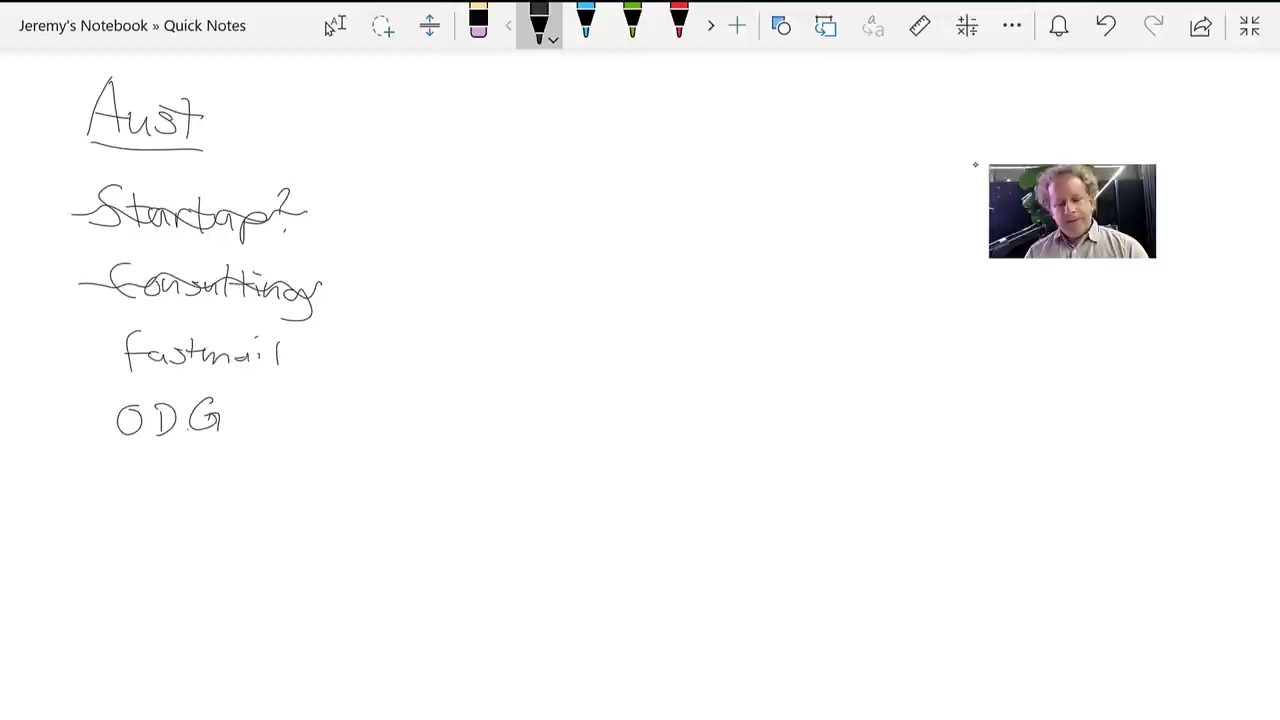 Jeremy's Notebook » Quick Notes
Aust
Startup?
Consulting
fastmail
ODG